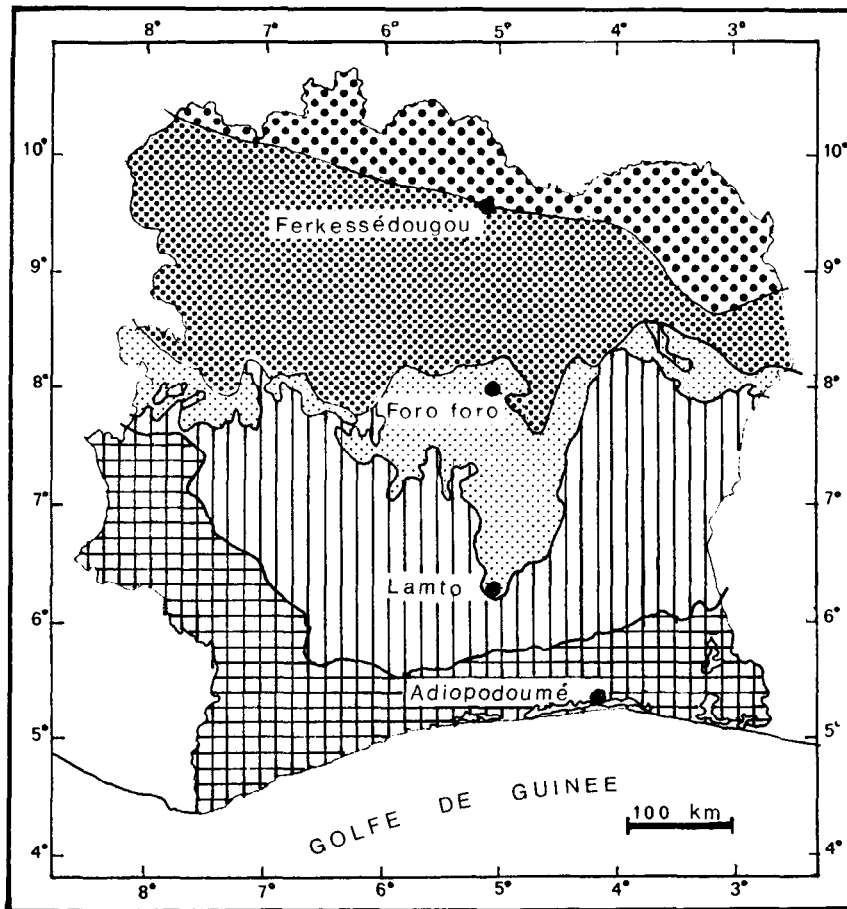 8° 7° 6° 5° 4° 3°
10° 10°
Ferkessédougou
9° 9°
8° 8°
Foro foro
7° 7°
Lamto
6° 6°
Adiopodoumé
5° 5°
GOLFE DE GUINEE
100 km
4° 4°
8° 7° 6° 5° 4° 3°